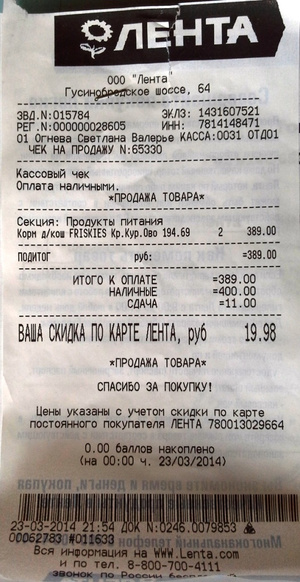 ЛЕНТА
ООО "Лента"
Гусинобродское шоссе, 64
ЗВД.N:015784 ЭКЛЗ: 1431607521
РЕГ.N:000000028605 ИНН: 7814148471
01 Огнева Светлана Валерье КАССА:0031 ОТД01
ЧЕК НА ПРОДАЖУ N:65330
Кассовый чек
Оплата наличными.
*ПРОДАЖА ТОВАРА*
Секция: Продукты питания
Корм д/кош FRISKIES Кр.Кур.Ово 194.69 2 389.00
ПОДИТОГ руб: =389.00
ИТОГО К ОПЛАТЕ =389.00
НАЛИЧНЫЕ =400.00
СДАЧА =11.00
ВАША СКИДКА ПО КАРТЕ ЛЕНТА, руб 19.98
*ПРОДАЖА ТОВАРА*
СПАСИБО ЗА ПОКУПКУ!
Цены указаны с учетом скидки по карте
постоянного покупателя ЛЕНТА 780013029664
0.00 баллов накоплено
(на 00:00 ч. 23/03/2014)
23-03-2014 21:54 ДОК N:0246.0079853
00062783 #011633
Вся информация на WWW.Lenta.com
и по тел. 8-800-700-4111
звонок по России